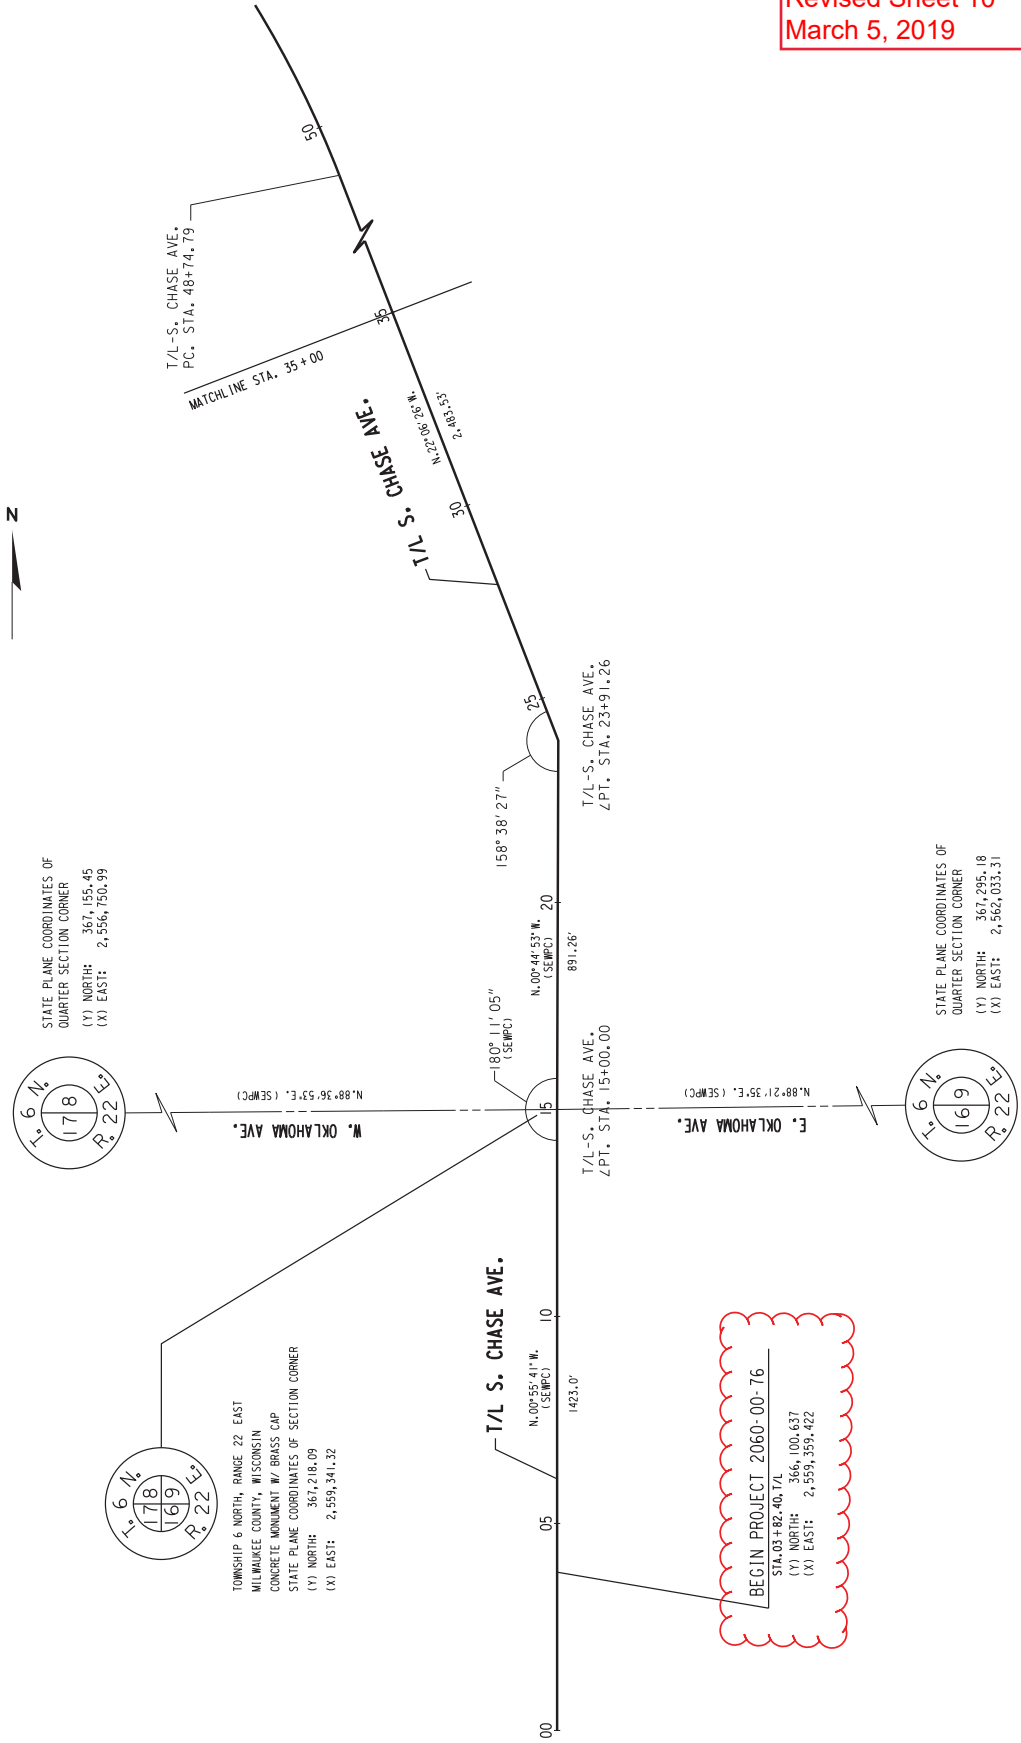 Revised Sheet 10
March 5, 2019
N
50
T/L-S. CHASE AVE.
PC. STA. 48+74.79
35
MATCHLINE STA. 35+00
T/L S. CHASE AVE.
N.22°06'26"W.
2,483.53'
30
25
T/L-S. CHASE AVE.
∠PT. STA. 23+91.26
158° 38' 27"
STATE PLANE COORDINATES OF
QUARTER SECTION CORNER
(Y) NORTH: 367,155.45
(X) EAST: 2,556,750.99
T. 6 N.
17 8
R. 22 E.
20
N.00°44'53"W.
(SEWPC)
891.26'
180° 11' 05"
(SEWPC)
N.88°36'53"E. (SEWPC)
W. OKLAHOMA AVE.
15
T/L-S. CHASE AVE.
∠PT. STA. 15+00.00
N.88°21'35"E. (SEWPC)
E. OKLAHOMA AVE.
STATE PLANE COORDINATES OF
QUARTER SECTION CORNER
(Y) NORTH: 367,295.18
(X) EAST: 2,562,033.31
T. 6 N.
16 9
R. 22 E.
T. 6 N.
17 8
16 9
R. 22 E.
TOWNSHIP 6 NORTH, RANGE 22 EAST
MILWAUKEE COUNTY, WISCONSIN
CONCRETE MONUMENT W/ BRASS CAP
STATE PLANE COORDINATES OF SECTION CORNER
(Y) NORTH: 367,218.09
(X) EAST: 2,559,341.32
T/L S. CHASE AVE.
10
N.00°55'41"W.
(SEWPC)
1423.0'
05
00
BEGIN PROJECT 2060-00-76
STA.03+82.40,T/L
(Y) NORTH: 366,100.637
(X) EAST: 2,559,359.422